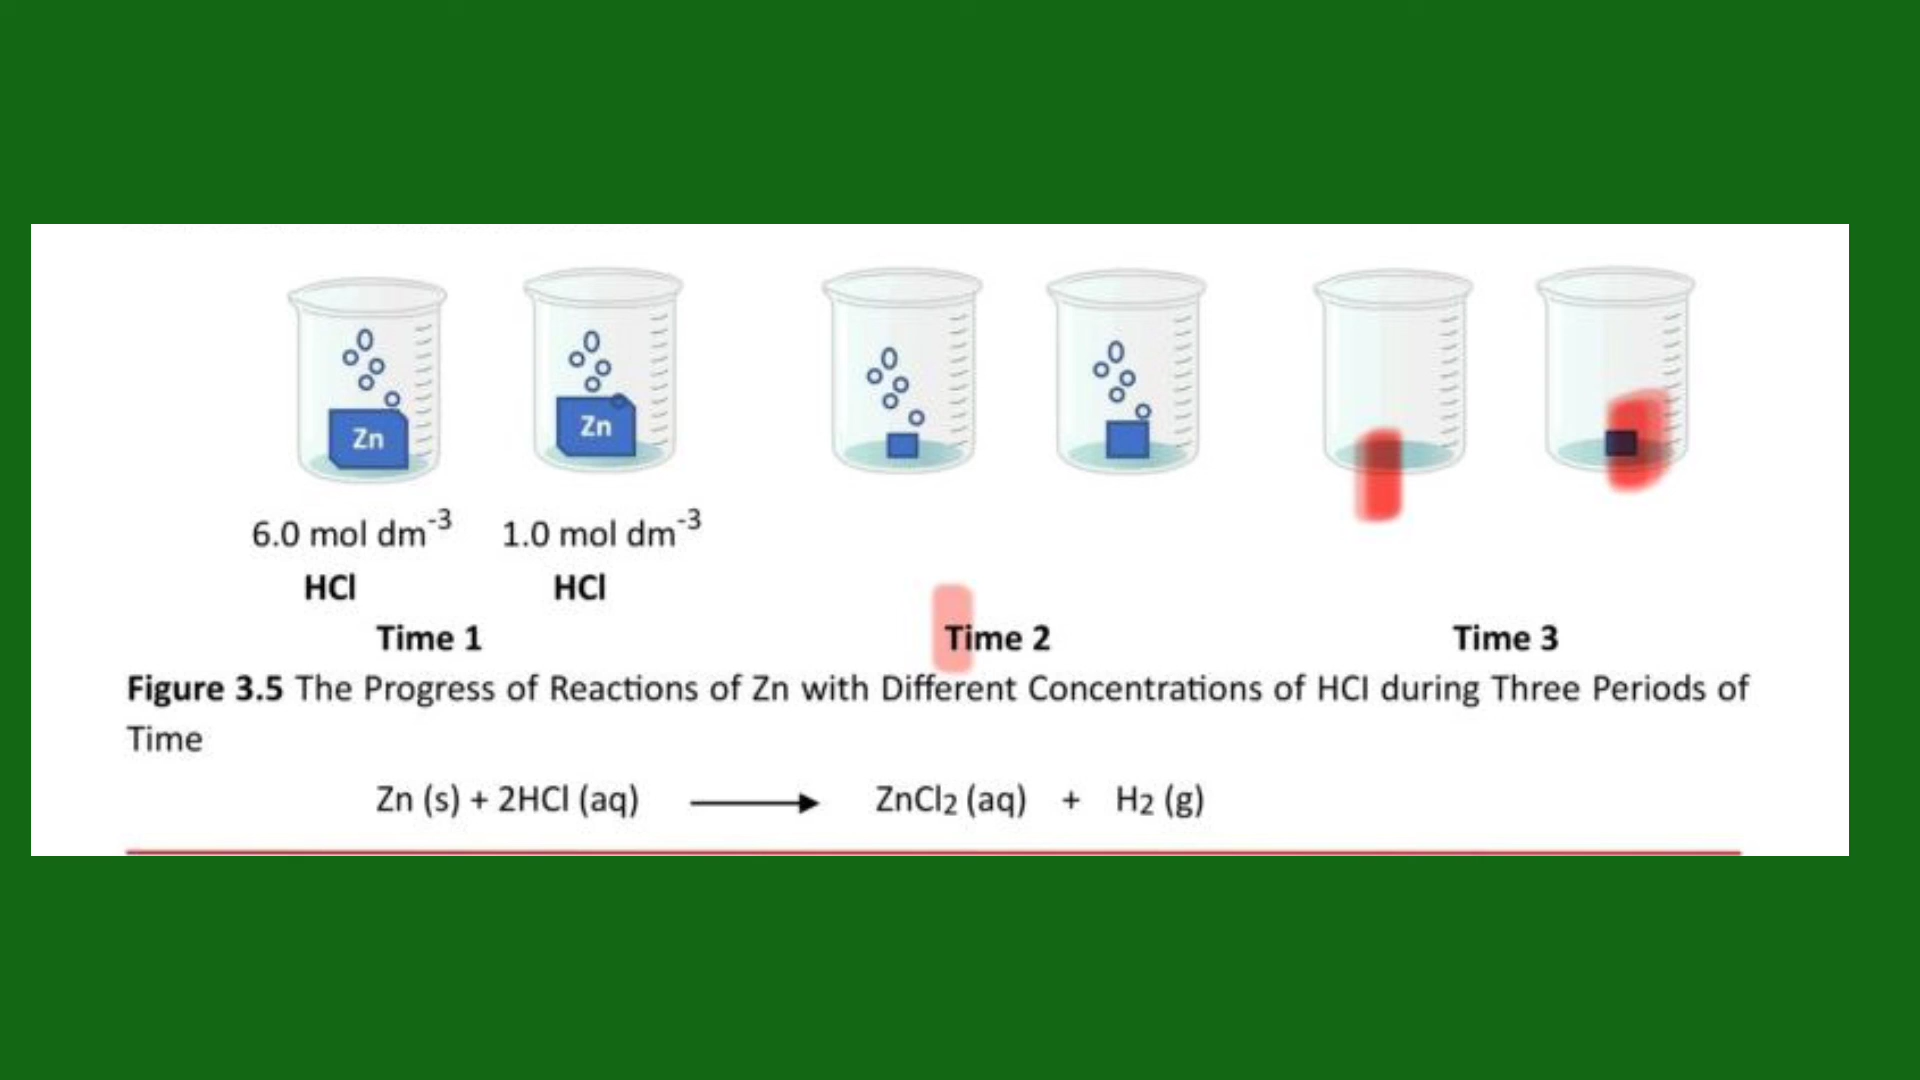 Zn
Zn
6.0 mol dm-3 1.0 mol dm-3
HCl HCl
Time 1 Time 2 Time 3
Figure 3.5 The Progress of Reactions of Zn with Different Concentrations of HCl during Three Periods of
Time
Zn (s) + 2HCl (aq) ⟶ ZnCl2 (aq) + H2 (g)